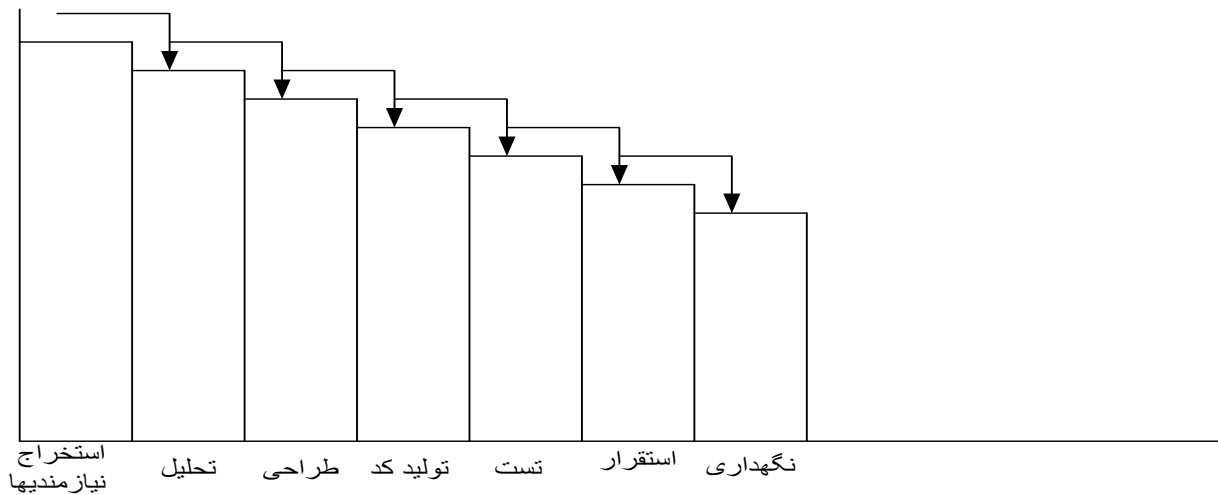 استخراج
نیازمندیها
تحلیل
طراحی
تولید کد
تست
استقرار
نگهداری